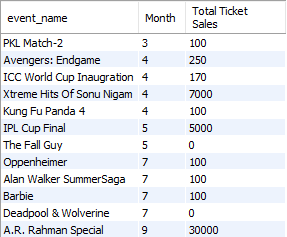 event_name Month Total Ticket
Sales
PKL Match-2 3 100
Avengers: Endgame 4 250
ICC World Cup Inaugration 4 170
Xtreme Hits Of Sonu Nigam 4 7000
Kung Fu Panda 4 4 100
IPL Cup Final 5 5000
The Fall Guy 5 0
Oppenheimer 7 100
Alan Walker SummerSaga 7 100
Barbie 7 100
Deadpool & Wolverine 7 0
A.R. Rahman Special 9 30000